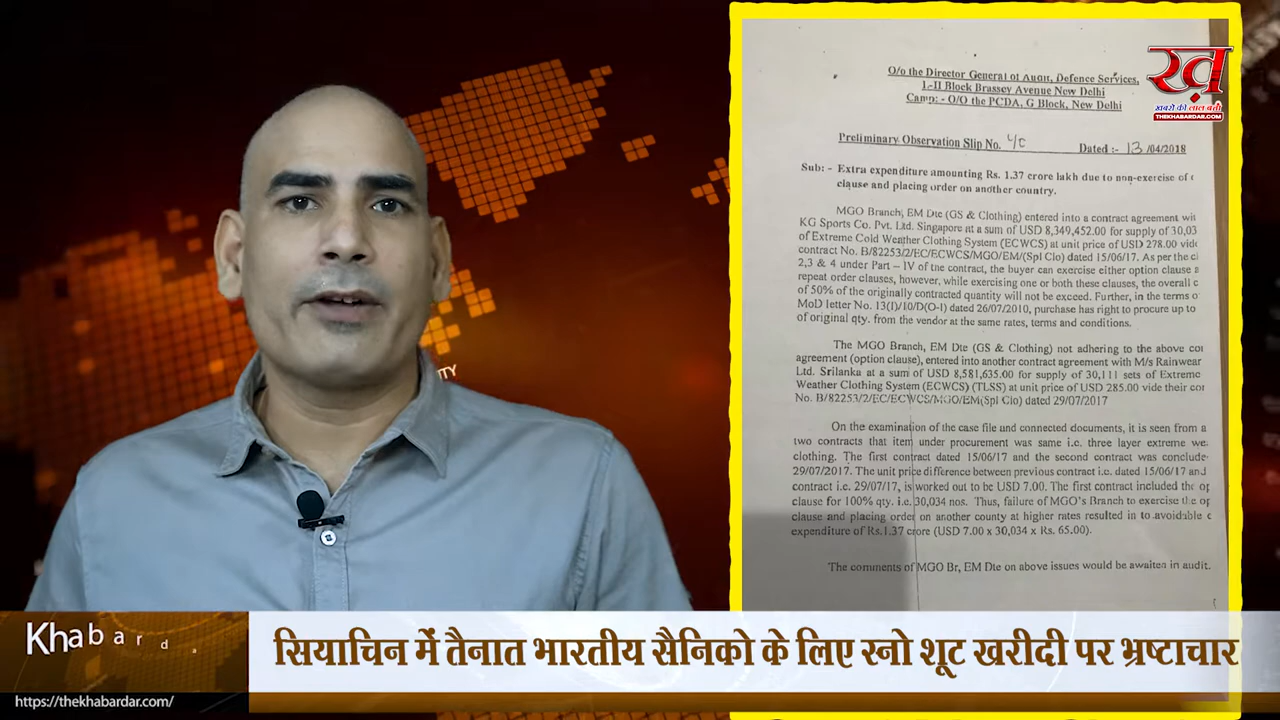 ख़
खबरों की लाल बत्ती
THEKHABARDAR.COM
O/o the Director General of Audit, Defence Services,
L-II Block Brassey Avenue New Delhi
Camp: - O/O the PCDA, G Block, New Delhi
Preliminary Observation Slip No. Dated :- 13 /04/2018
Sub: - Extra expenditure amounting Rs. 1.37 crore lakh due to non-exercise of
clause and placing order on another country.
MGO Branch, EM Dte (GS & Clothing) entered into a contract agreement
KG Sports Co. Pvt. Ltd. Singapore at a sum of USD 8,349,452.00 for supply of 30,03
of Extreme Cold Weather Clothing System (ECWCS) at unit price of USD 278.00 vide
contract No. B/82253/2/EC/ECWCS/MGO/EM/(Spl Clo) dated 15/06/17. As per the
2,3 & 4 under Part – IV of the contract, the buyer can exercise either option clause
repeat order clauses, however, while exercising one or both these clauses, the overall
of 50% of the originally contracted quantity will not be exceed. Further, in the terms
MoD letter No. 13(1)/10/D(O-I) dated 26/07/2010, purchase has right to procure up to
of original qty. from the vendor at the same rates, terms and conditions.
The MGO Branch, EM Dte (GS & Clothing) not adhering to the above
agreement (option clause), entered into another contract agreement with M/s Rainwear
Ltd. Srilanka at a sum of USD 8,581,635.00 for supply of 30,111 sets of Extreme
Weather Clothing System (ECWCS) (TLSS) at unit price of USD 285.00 vide their
No. B/82253/2/EC/ECWCS/MGO/EM(Spl Clo) dated 29/07/2017
On the examination of the case file and connected documents, it is seen from
two contracts that item under procurement was same i.e. three layer extreme
clothing. The first contract dated 15/06/17 and the second contract was conclude
29/07/2017. The unit price difference between previous contract i.e. dated 15/06/17 and
contract i.e. 29/07/17, is worked out to be USD 7.00. The first contract included the
clause for 100% qty. i.e. 30,034 nos. Thus, failure of MGO's Branch to exercise the
clause and placing order on another county at higher rates resulted in to avoidable
expenditure of Rs.1.37 crore (USD 7.00 x 30,034 x Rs. 65.00).
The comments of MGO Br, EM Dte on above issues would be awaiten in audit.
ITY
Khabarda
सियाचिन में तैनात भारतीय सैनिको के लिए स्नो शूट खरीदी पर भ्रष्टाचार
https://thekhabardar.com/